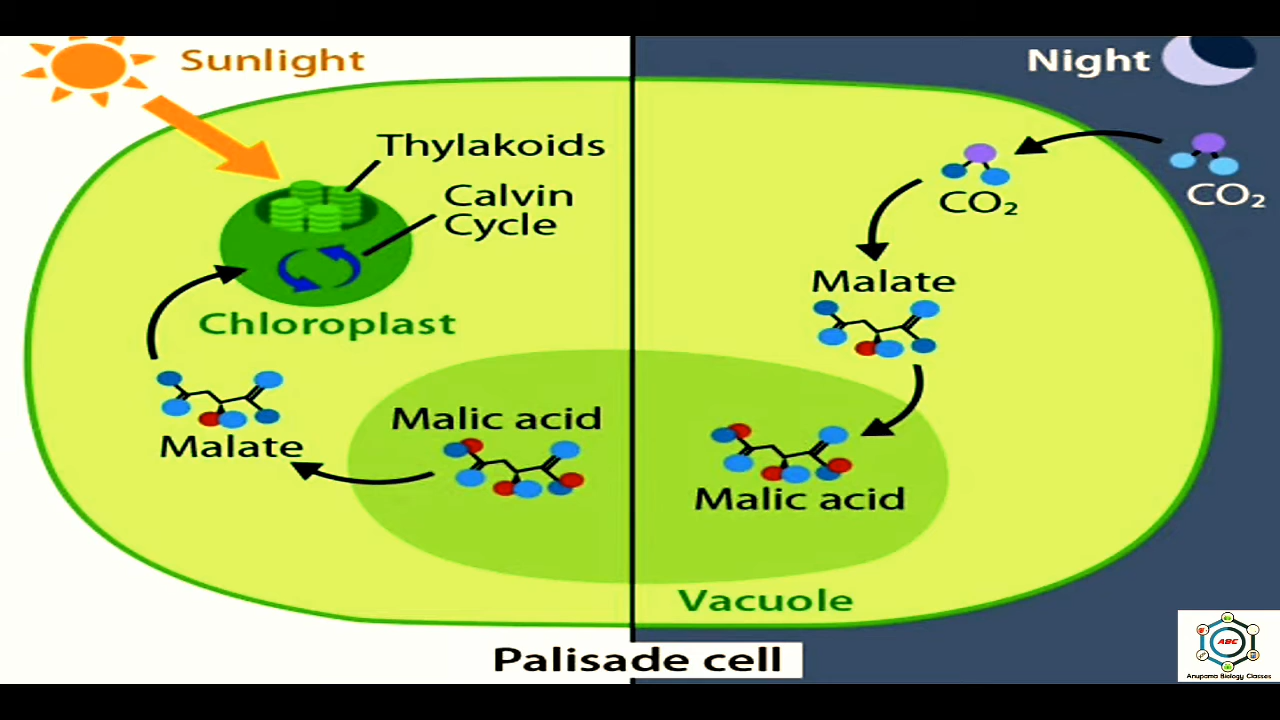 Sunlight
Night
Thylakoids
Calvin
Cycle
CO₂
CO₂
Malate
Chloroplast
Malic acid
Malate
Malic acid
Vacuole
Palisade cell
ABC
Anupama Biology Classes